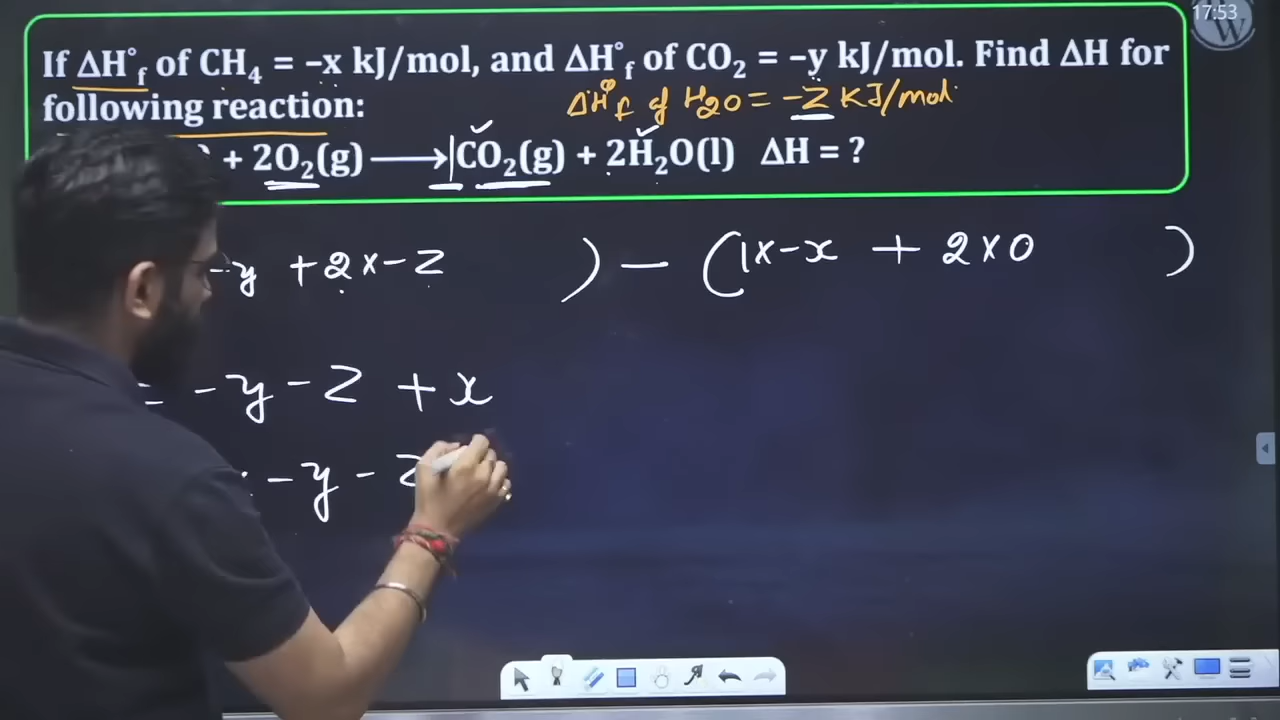 17:53
If ΔH°f of CH₄ = –x kJ/mol, and ΔH°f of CO₂ = –y kJ/mol. Find ΔH for
following reaction:
ΔH°f of H₂O = -z KJ/mol
+ 2O₂(g) ⟶ 1CO₂(g) + 2H₂O(l) ΔH = ?
-y + 2x-z ) - (1x-x + 2x0 )
= -y - z + x
- y - z